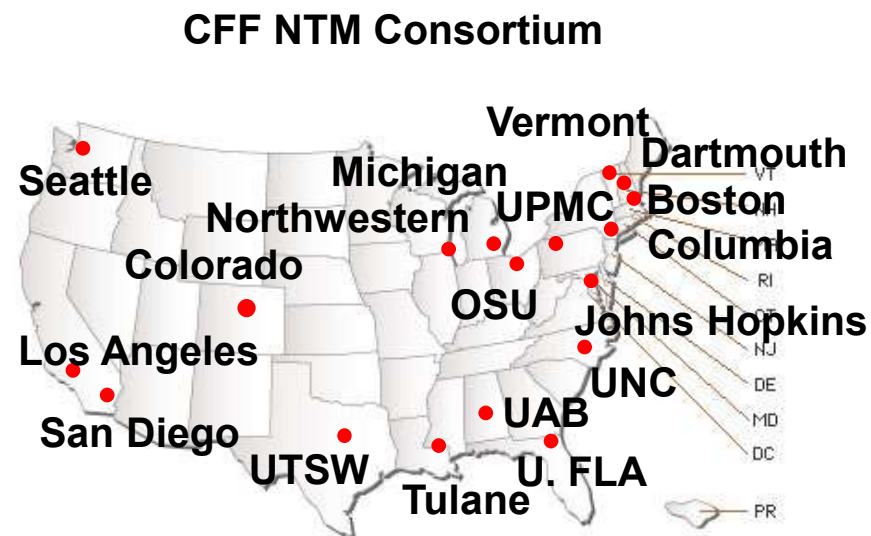 CFF NTM Consortium
Vermont
Dartmouth
VT
Michigan
Seattle
Northwestern
UPMC
Boston
NH
Columbia
Colorado
RI
OSU
CT
Johns Hopkins
NJ
Los Angeles
UNC
DE
UAB
MD
San Diego
DC
UTSW
U. FLA
Tulane
PR